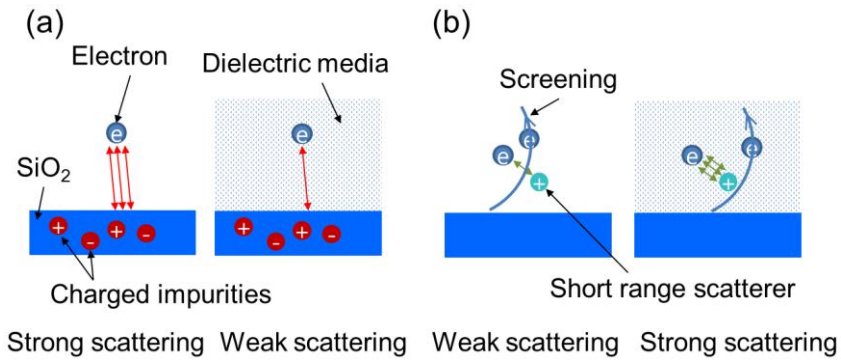 (a)
Electron
Dielectric media
e
e
SiO₂
+
-
+
-
+
-
+
-
Charged impurities
Strong scattering
Weak scattering
(b)
Screening
e
e
+
e
e
+
Short range scatterer
Weak scattering
Strong scattering